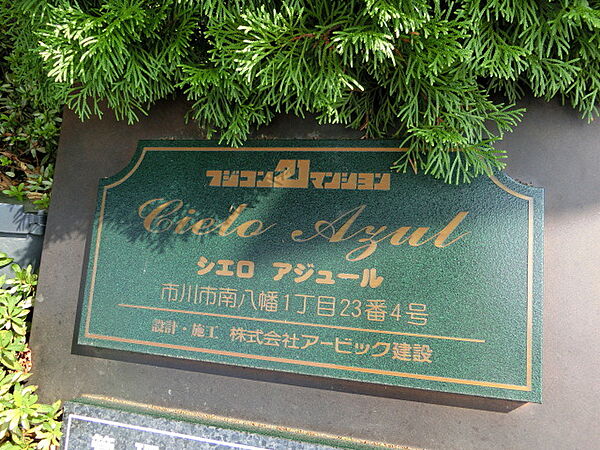 フジコンマンション
Cielo Azul
シエロ アジュール
市川市南八幡1丁目23番4号
設計・施工 株式会社アービック建設